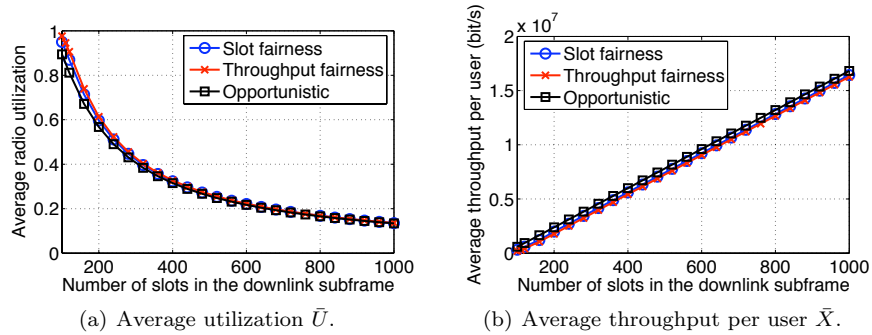 1
0.8
0.6
0.4
0.2
0
200
400
600
800
1000
Average radio utilization
Number of slots in the downlink subframe
Slot fairness
Throughput fairness
Opportunistic
(a) Average utilization Ū.
x 10⁷
2
1.5
1
0.5
0
200
400
600
800
1000
Average throughput per user (bit/s)
Number of slots in the downlink subframe
Slot fairness
Throughput fairness
Opportunistic
(b) Average throughput per user X̄.